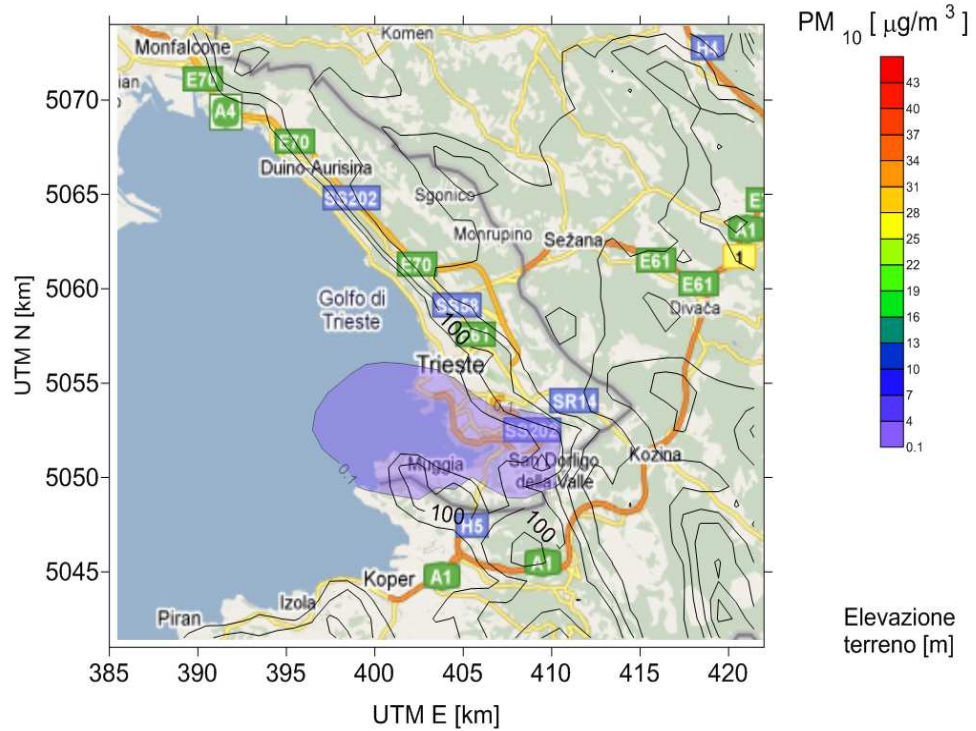 PM 10 [ µg/m 3 ]
Monfalcone
Komen
H4
E70
A4
E70
Duino-Aurisina
SS202
Sgonico
Monrupino
Sežana
A1
1
E70
E61
E61
Golfo di
Trieste
SS58
Divača
100
E61
Trieste
0.1
SR14
SS202
Kozina
0.1
Muggia
San Dorligo
della Valle
100
H5
100
A1
A1
Koper
Izola
Piran
5070
5065
5060
5055
5050
5045
UTM N [km]
385 390 395 400 405 410 415 420
UTM E [km]
43
40
37
34
31
28
25
22
19
16
13
10
7
4
0.1
Elevazione
terreno [m]